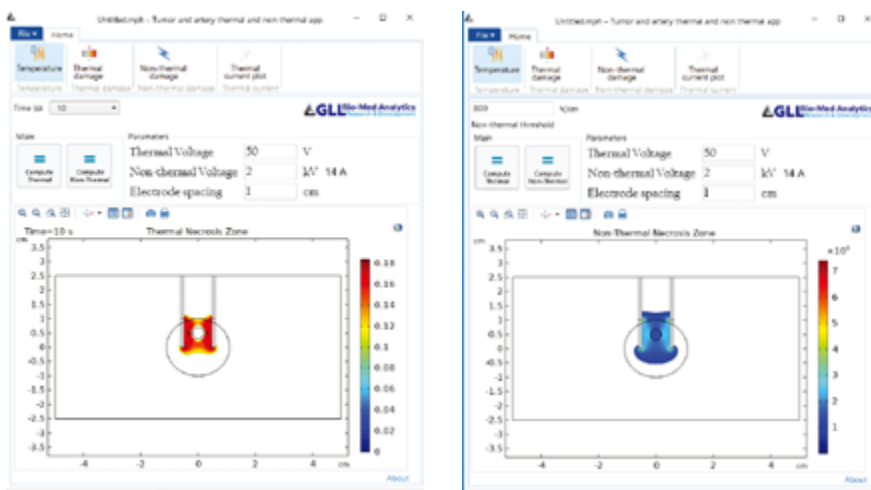 Untitled.mph - Tumor and artery thermal and non thermal app
File Home
Temperature Thermal damage Non-thermal damage Thermal current plot
Temperature Thermal damage Non-thermal damage Thermal current
Time (s): 10
GLL Bio-Med Analytics
Research & Development
Main Parameters
Compute Thermal Compute Non-Thermal
Thermal Voltage 50 V
Non-thermal Voltage 2 kV 14 A
Electrode spacing 1 cm
Time=10 s Thermal Necrosis Zone
cm
3.5
3
2.5
2
1.5
1
0.5
0
-0.5
-1
-1.5
-2
-2.5
-3
-3.5
-4 -2 0 2 4 cm
0.18
0.16
0.14
0.12
0.1
0.08
0.06
0.04
0.02
0
About
Untitled.mph - Tumor and artery thermal and non thermal app
File Home
Temperature Thermal damage Non-thermal damage Thermal current plot
Temperature Thermal damage Non-thermal damage Thermal current
800 V/cm
GLL Bio-Med Analytics
Research & Development
Non-thermal threshold
Main Parameters
Compute Thermal Compute Non-Thermal
Thermal Voltage 50 V
Non-thermal Voltage 2 kV 14 A
Electrode spacing 1 cm
Non-Thermal Necrosis Zone
cm
3.5
3
2.5
2
1.5
1
0.5
0
-0.5
-1
-1.5
-2
-2.5
-3
-3.5
-4 -2 0 2 4 cm
7
6
5
4
3
2
1
About